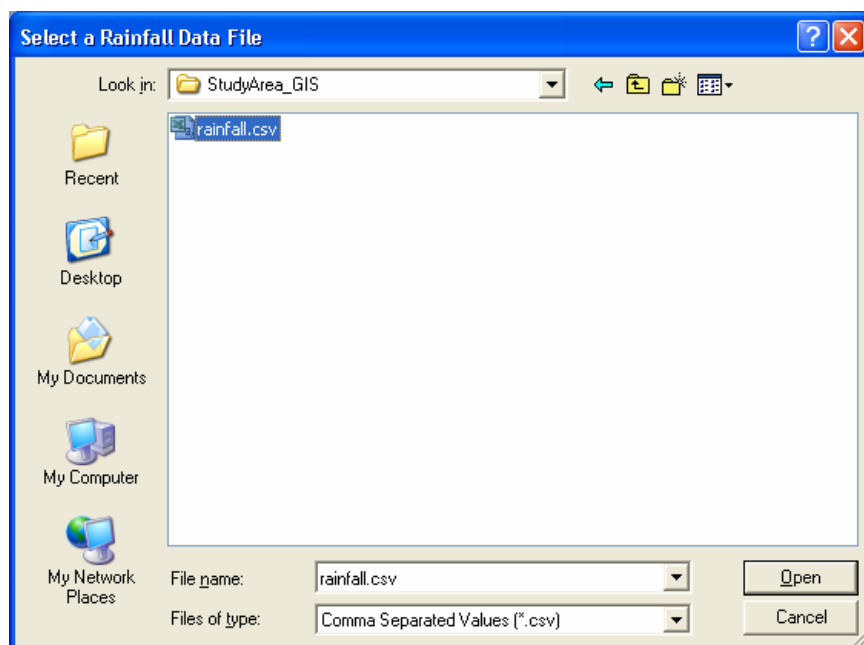 Select a Rainfall Data File
Look in: StudyArea_GIS
rainfall.csv
Recent
Desktop
My Documents
My Computer
My Network
Places
File name: rainfall.csv Open
Files of type: Comma Separated Values (*.csv) Cancel